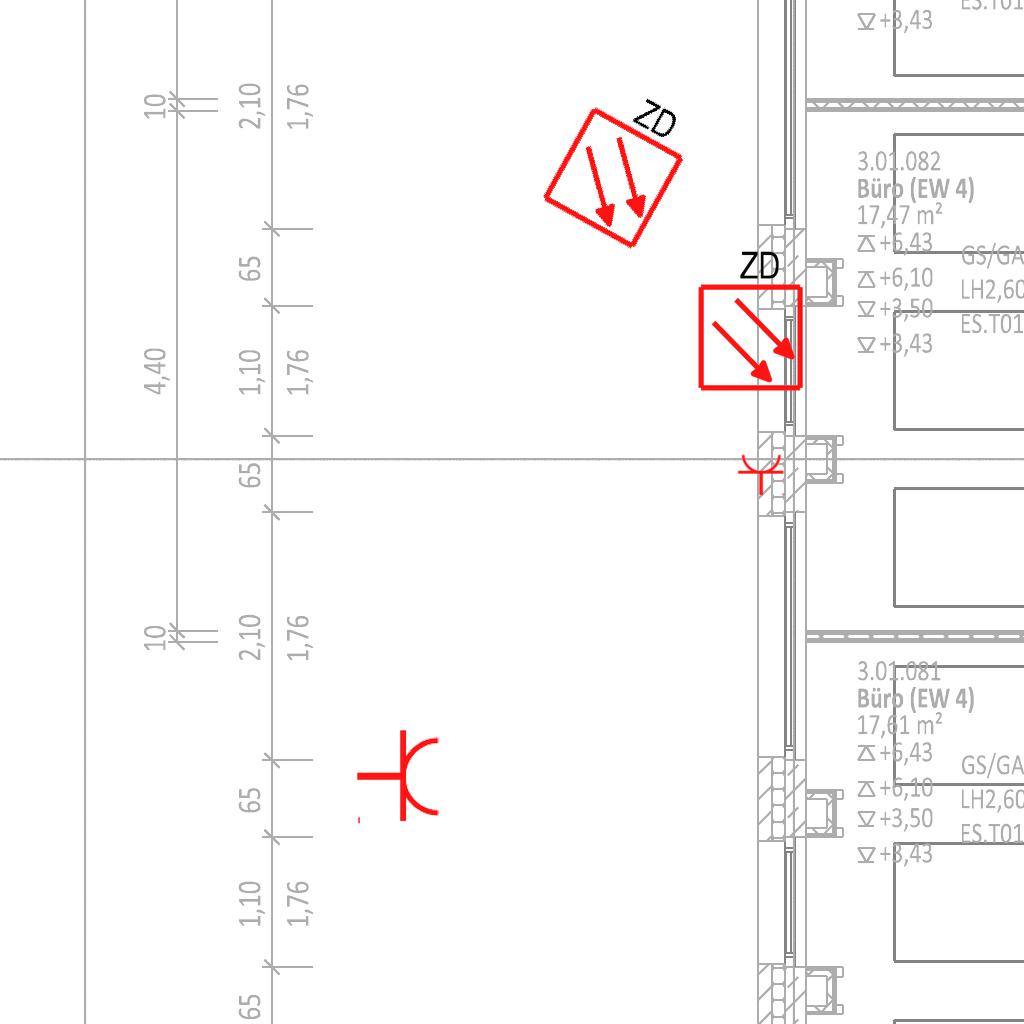 ES.T01
+3,43
10
2,10
1,76
ZD
3.01.082
Büro (EW 4)
17,47 m²
+6,43
+6,10
+3,50
+3,43
GS/GA
LH2,60
ES.T01
65
ZD
4,40
1,10
1,76
65
10
2,10
1,76
3.01.081
Büro (EW 4)
17,61 m²
+6,43
+6,10
+3,50
+3,43
GS/GA
LH2,60
ES.T01
65
1,10
1,76
65